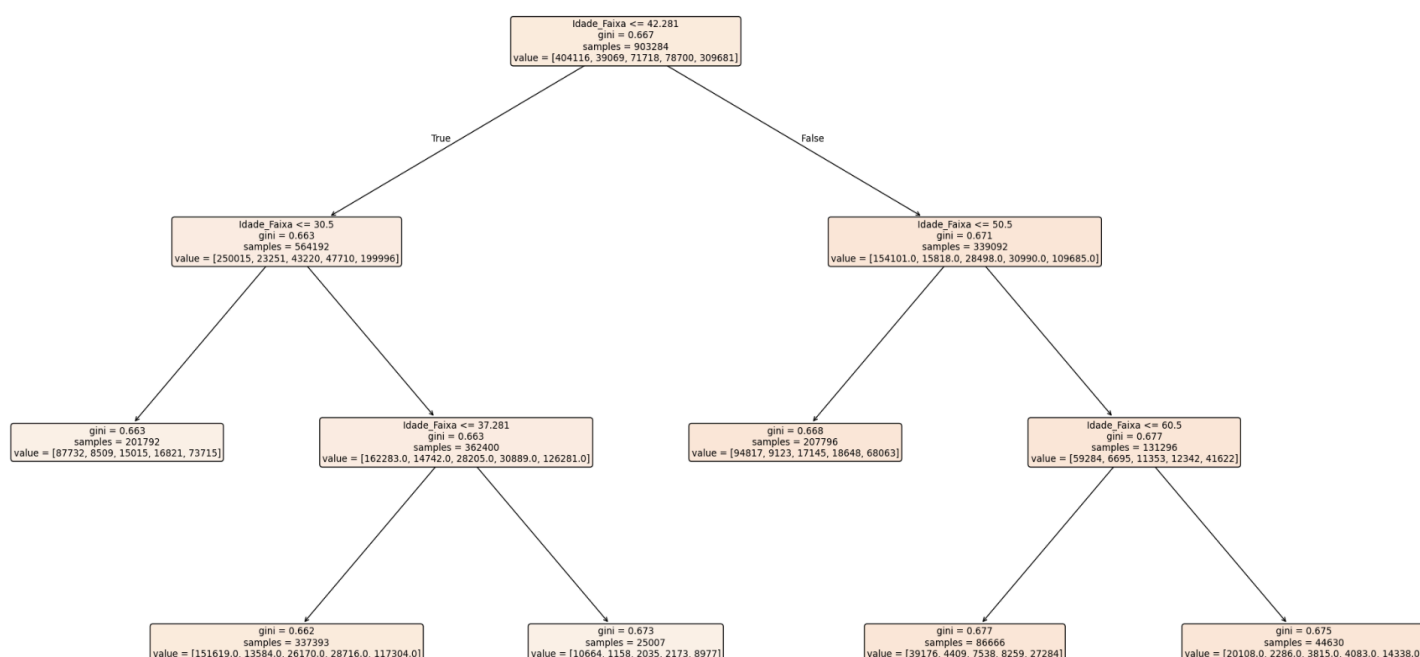 Idade_Faixa <= 42.281
gini = 0.667
samples = 903284
value = [404116, 39069, 71718, 78700, 309681]
True
False
Idade_Faixa <= 30.5
gini = 0.663
samples = 564192
value = [250015, 23251, 43220, 47710, 199996]
Idade_Faixa <= 50.5
gini = 0.671
samples = 339092
value = [154101.0, 15818.0, 28498.0, 30990.0, 109685.0]
gini = 0.663
samples = 201792
value = [87732, 8509, 15015, 16821, 73715]
Idade_Faixa <= 37.281
gini = 0.663
samples = 362400
value = [162283.0, 14742.0, 28205.0, 30889.0, 126281.0]
gini = 0.668
samples = 207796
value = [94817, 9123, 17145, 18648, 68063]
Idade_Faixa <= 60.5
gini = 0.677
samples = 131296
value = [59284, 6695, 11353, 12342, 41622]
gini = 0.662
samples = 337393
value = [151619.0, 13584.0, 26170.0, 28716.0, 117304.0]
gini = 0.673
samples = 25007
value = [10664, 1158, 2035, 2173, 8977]
gini = 0.677
samples = 86666
value = [39176, 4409, 7538, 8259, 27284]
gini = 0.675
samples = 44630
value = [20108.0, 2286.0, 3815.0, 4083.0, 14338.0]